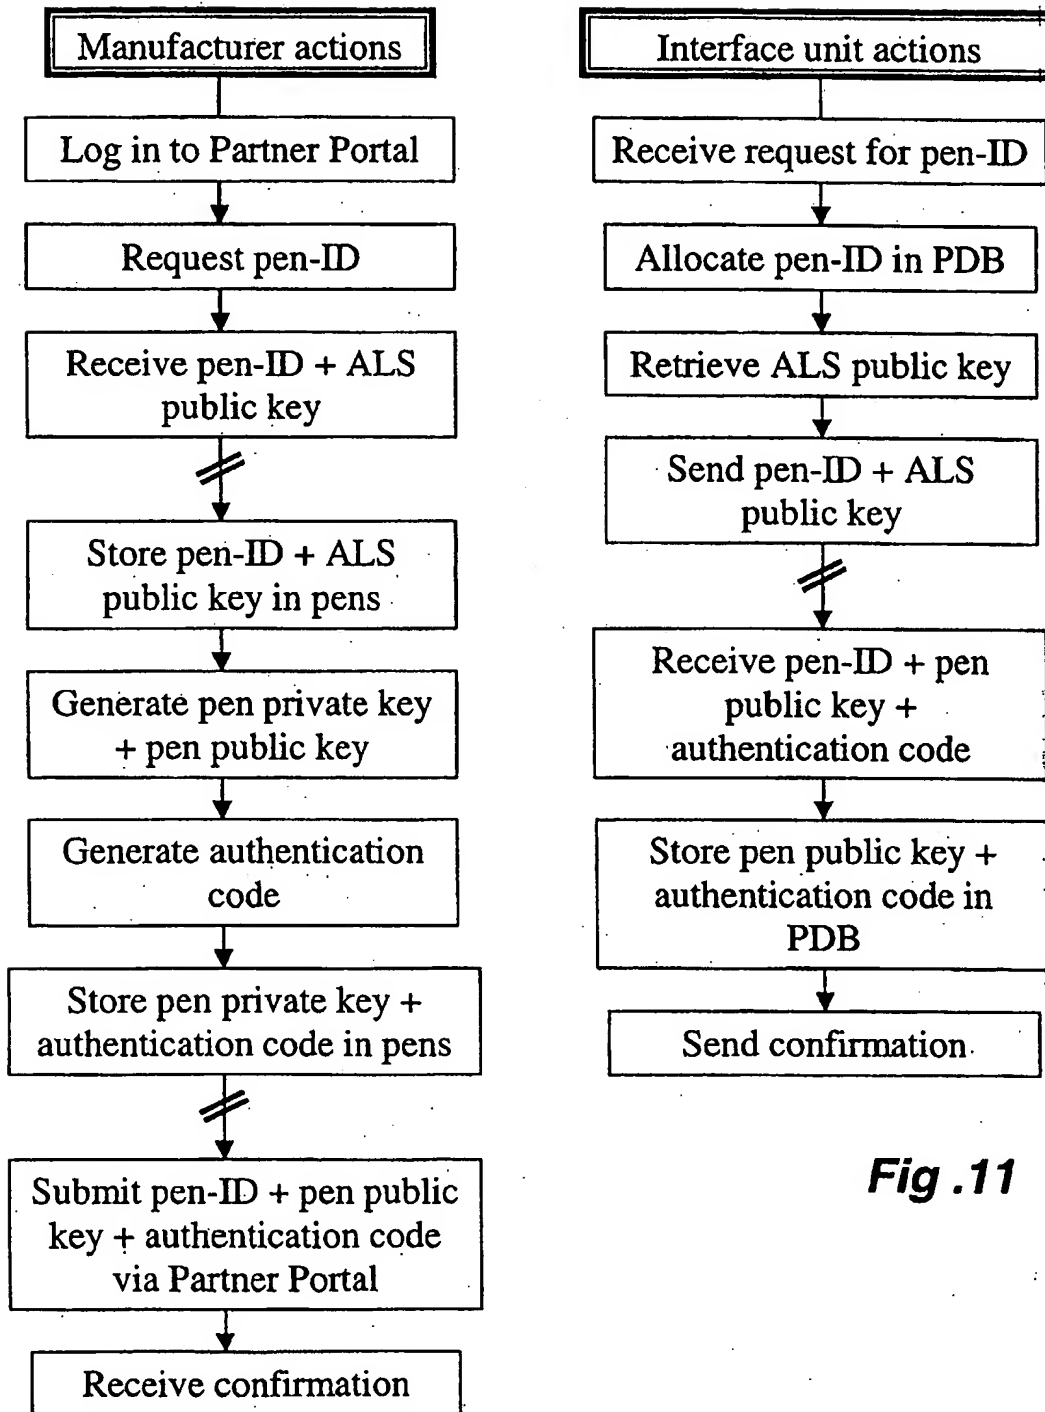 Manufacturer actions
Log in to Partner Portal
Request pen-ID
Receive pen-ID + ALS
public key
Store pen-ID + ALS
public key in pens
Generate pen private key
+ pen public key
Generate authentication
code
Store pen private key +
authentication code in pens
Submit pen-ID + pen public
key + authentication code
via Partner Portal
Receive confirmation
Interface unit actions
Receive request for pen-ID
Allocate pen-ID in PDB
Retrieve ALS public key
Send pen-ID + ALS
public key
Receive pen-ID + pen
public key +
authentication code
Store pen public key +
authentication code in
PDB
Send confirmation
Fig .11